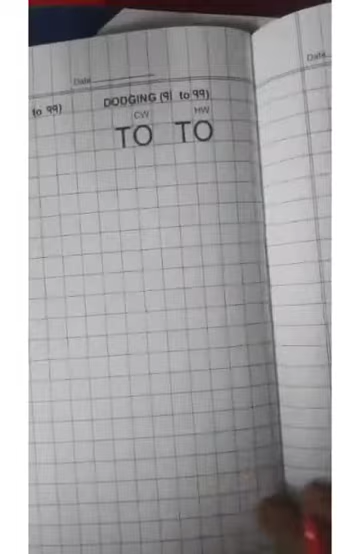 Date
Date
to 99) DODGING (91 to 99)
CW HW
TO TO